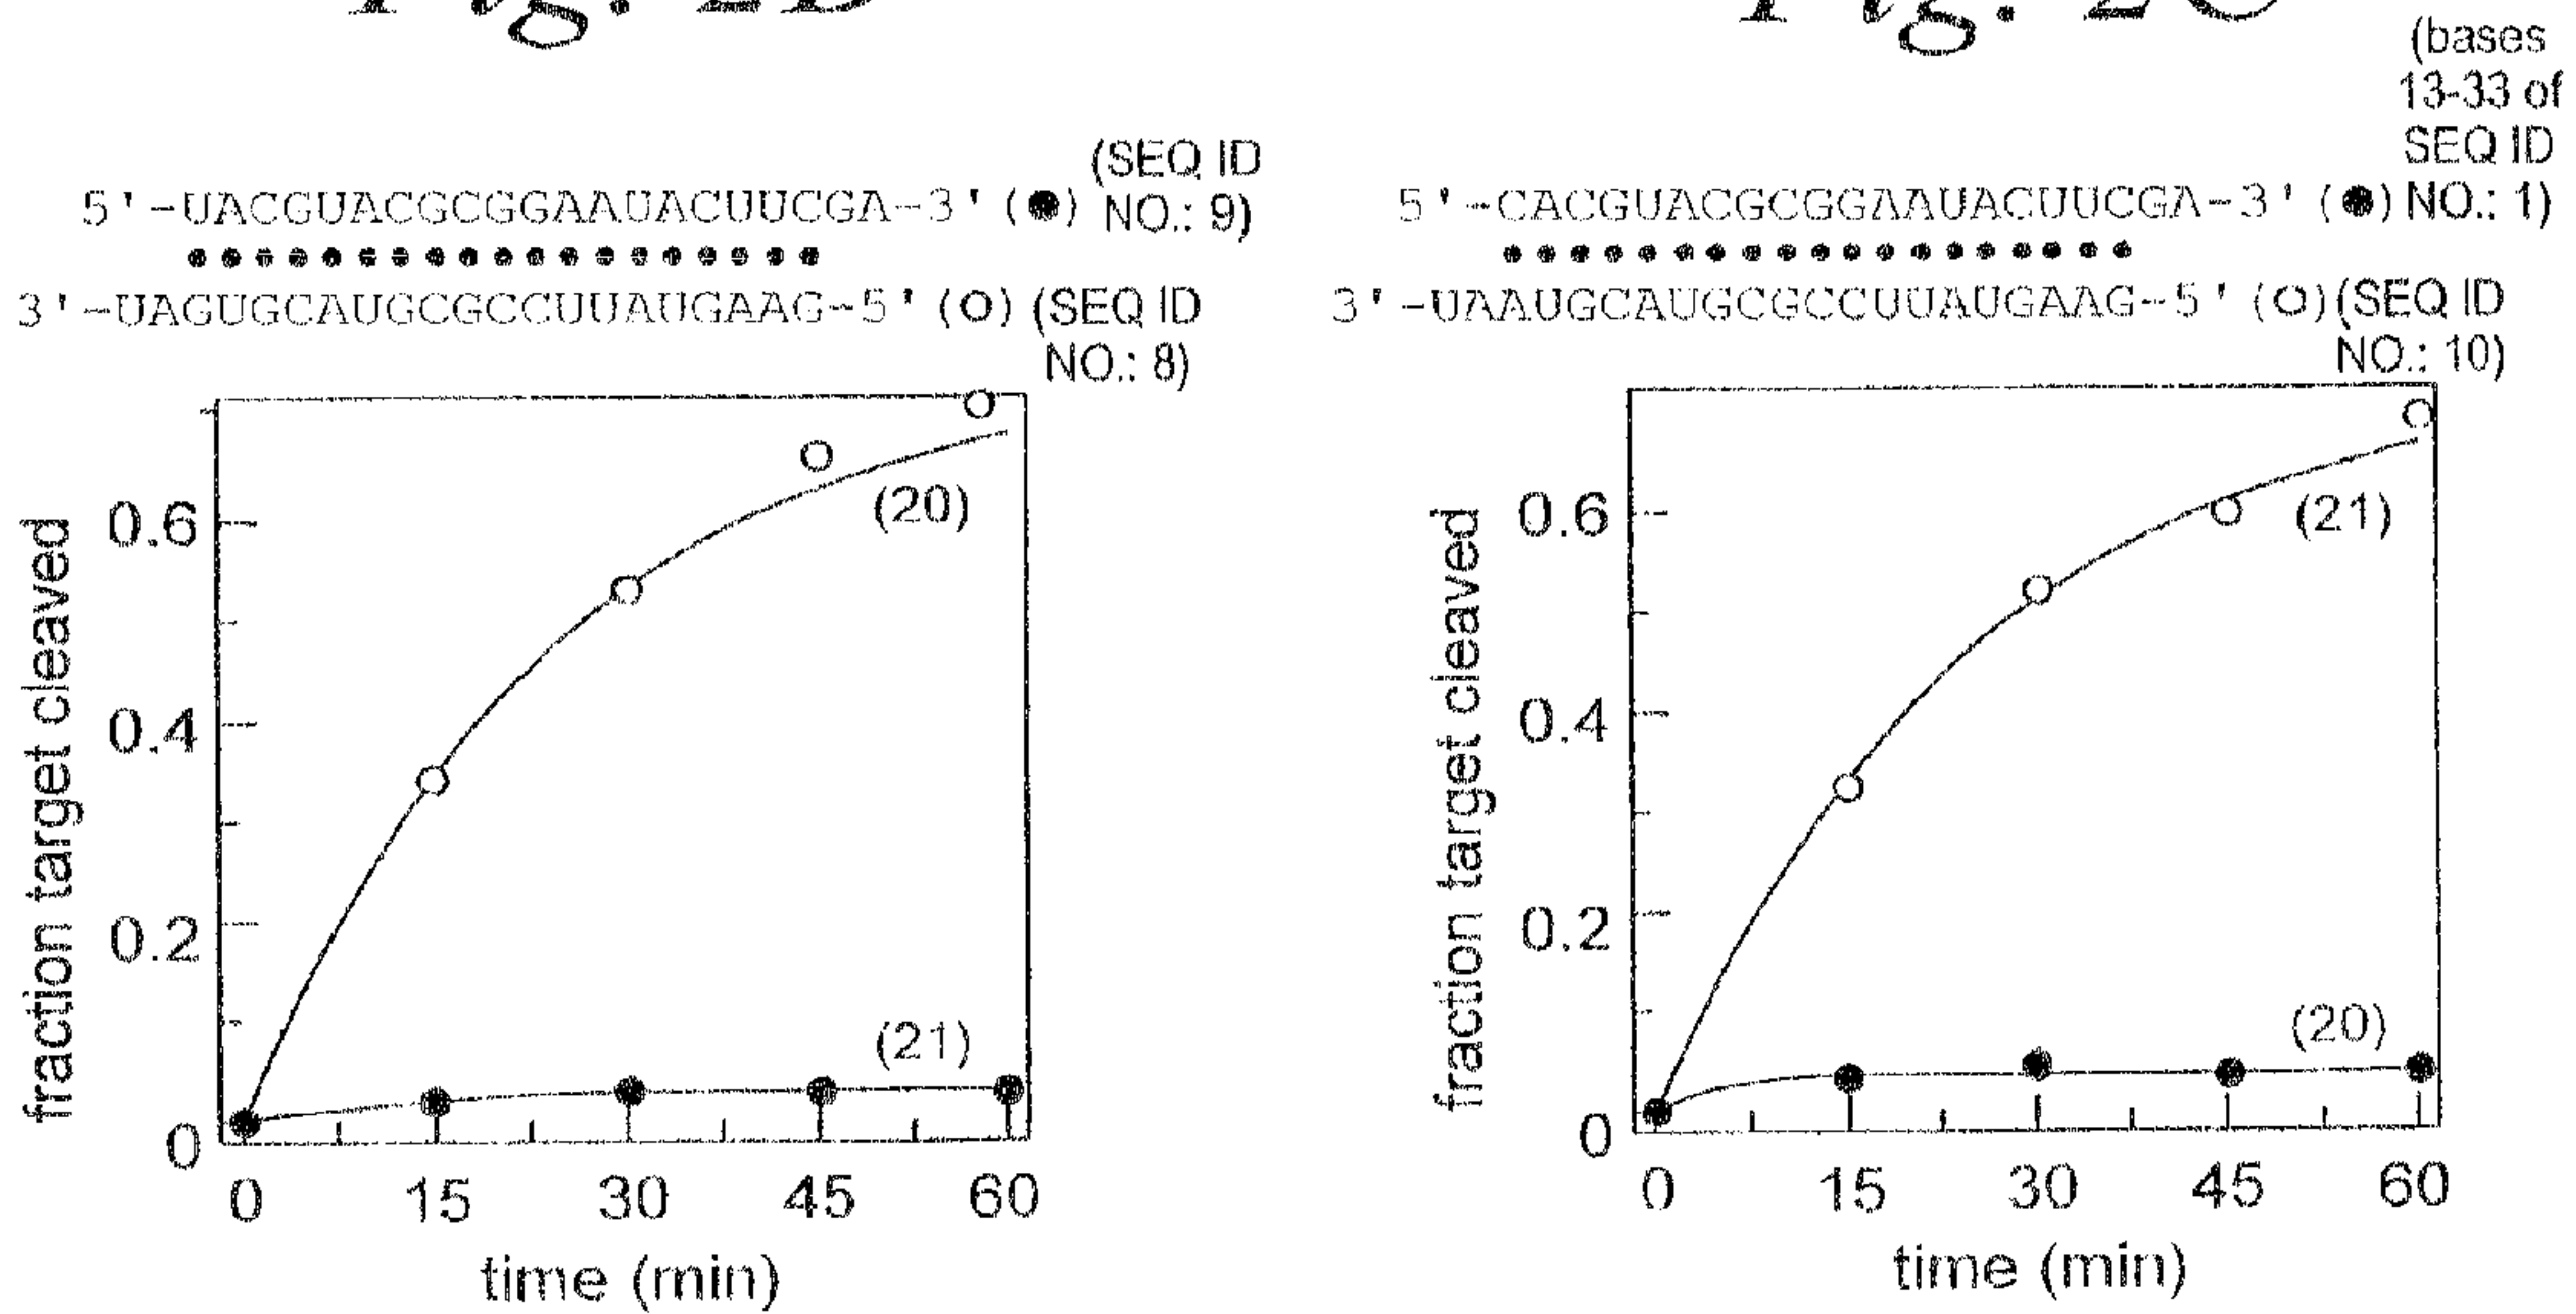 (bases
13-33 of
SEQ ID
NO.: 1)
(SEQ ID
NO.: 9)
5'-UACGUACGCGGAAUACUUCGA-3' (●)
3'-UAGUGCAUGCGCCUUAUGAAG-5' (O) (SEQ ID
NO.: 8)
fraction target cleaved
0.6
0.4
0.2
0
(20)
(21)
0 15 30 45 60
time (min)
5'-CACGUACGCGGAAUACUUCGA-3' (●)
3'-UAAUGCAUGCGCCUUAUGAAG-5' (O) (SEQ ID
NO.: 10)
fraction target cleaved
0.6
0.4
0.2
0
(21)
(20)
0 15 30 45 60
time (min)